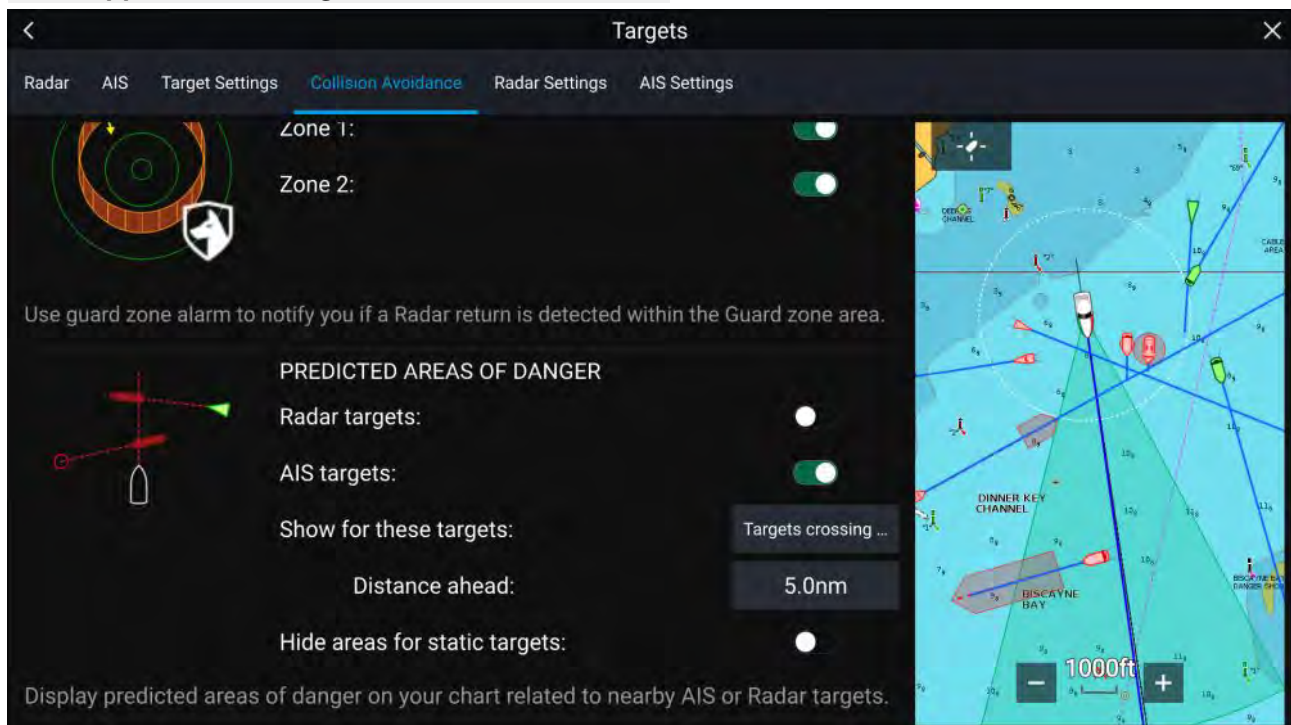 Targets
Radar AIS Target Settings Collision Avoidance Radar Settings AIS Settings
Zone 1:
Zone 2:
Use guard zone alarm to notify you if a Radar return is detected within the Guard zone area.
PREDICTED AREAS OF DANGER
Radar targets:
AIS targets:
Show for these targets:
Targets crossing ...
Distance ahead:
5.0nm
Hide areas for static targets:
Display predicted areas of danger on your chart related to nearby AIS or Radar targets.
CHANNEL
CABLE
AREA
DINNER KEY
CHANNEL
BISCAYNE
BAY
1000ft